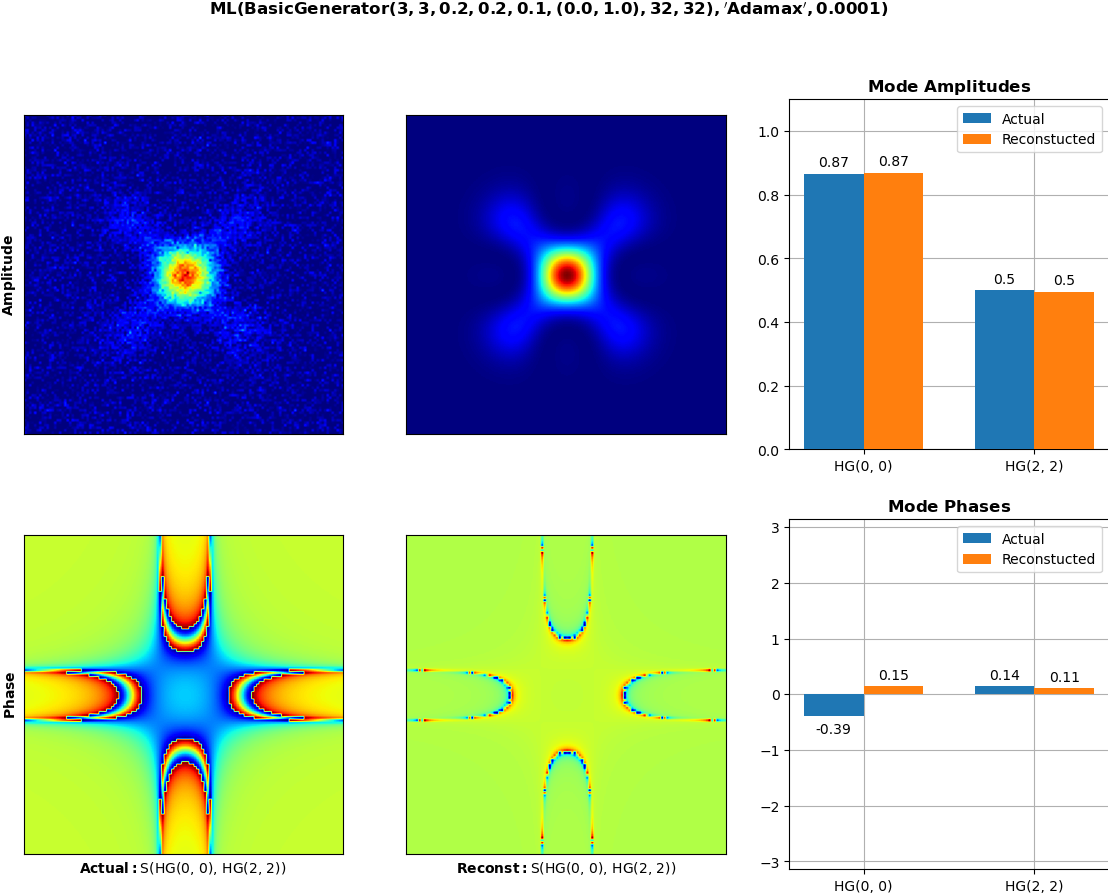 ML(BasicGenerator(3, 3, 0.2, 0.2, 0.1, (0.0, 1.0), 32, 32), ′Adamax′, 0.0001)
Mode Amplitudes
Actual
Reconstucted
1.0
0.8
0.6
0.4
0.2
0.0
0.87
0.87
0.5
0.5
HG(0, 0)
HG(2, 2)
Amplitude
Mode Phases
Actual
Reconstucted
3
2
1
0
−1
−2
−3
-0.39
0.15
0.14
0.11
HG(0, 0)
HG(2, 2)
Phase
Actual: S(HG(0, 0), HG(2, 2))
Reconst: S(HG(0, 0), HG(2, 2))